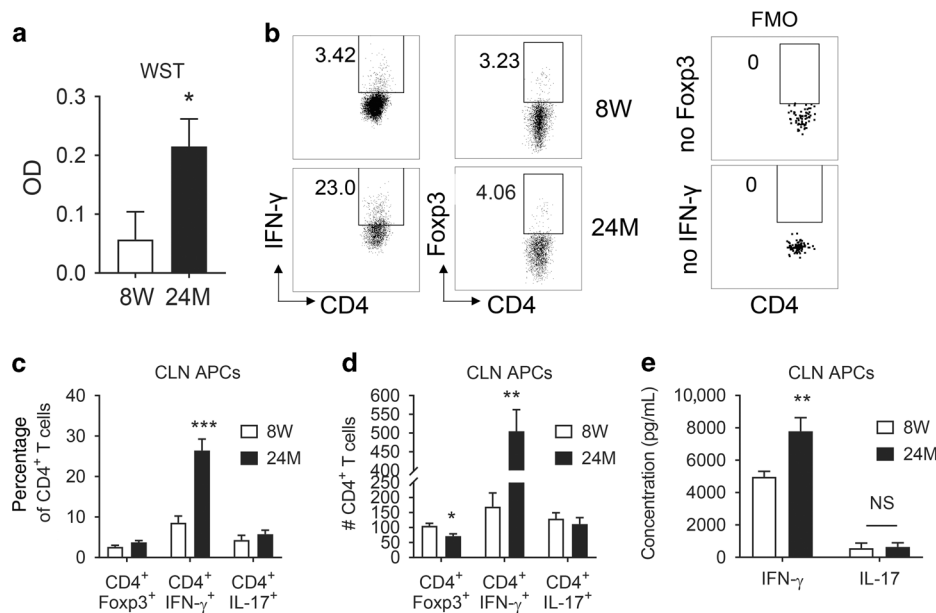 a
WST
*
0.3
0.2
0.1
0.0
OD
8W 24M
b
FMO
3.42
3.23
8W
0
no Foxp3
23.0
4.06
24M
0
no IFN-γ
IFN-γ
Foxp3
CD4
CD4
CD4
c
CLN APCs
Percentage
of CD4+ T cells
40
30
20
10
0
***
8W
24M
CD4+
Foxp3+
CD4+
IFN-γ+
CD4+
IL-17+
d
CLN APCs
# CD4+ T cells
600
550
500
450
400
250
200
150
100
50
0
*
**
8W
24M
CD4+
Foxp3+
CD4+
IFN-γ+
CD4+
IL-17+
e
CLN APCs
Concentration (pg/mL)
10,000
8000
6000
4000
2000
0
**
NS
8W
24M
IFN-γ
IL-17